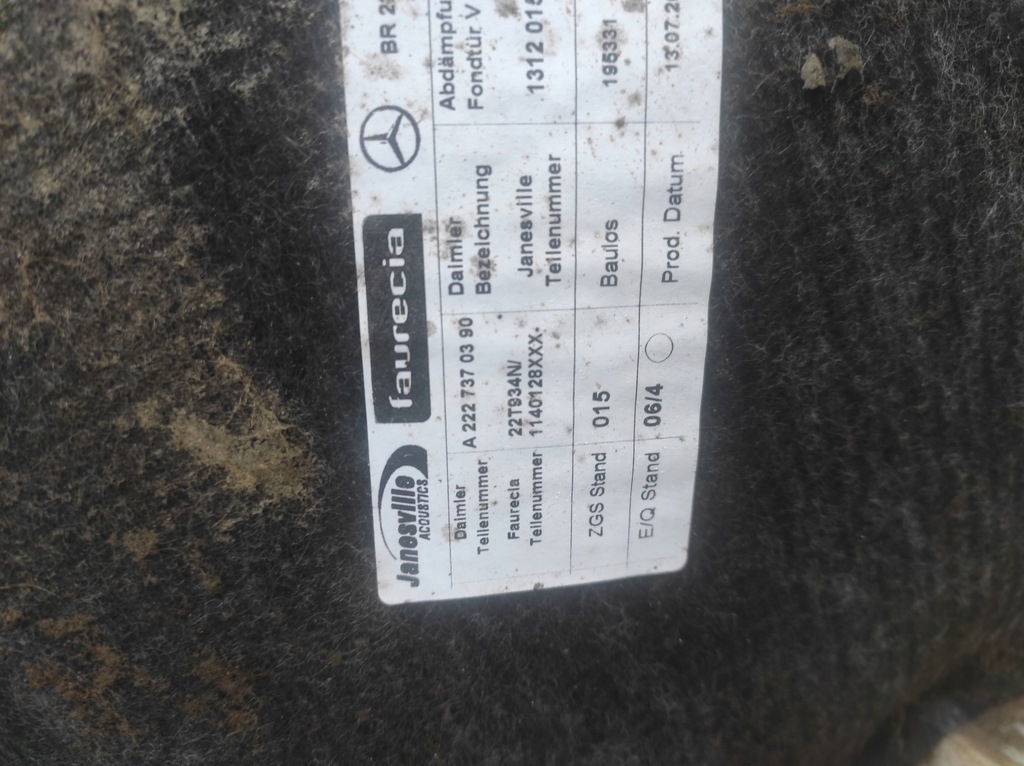 Janesville
ACOUSTICS
faurecia
BR 2
Daimler
Teilenummer
A 222 737 03 90
Daimler
Bezeichnung
Abdämpfu
Fondtür V
Faurecia
Teilenummer
22T934N/
1140128XXX.
Janesville
Teilenummer
1312 015
ZGS Stand
015
Baulos
195331
E/Q Stand
06/4
Prod. Datum
13.07.2